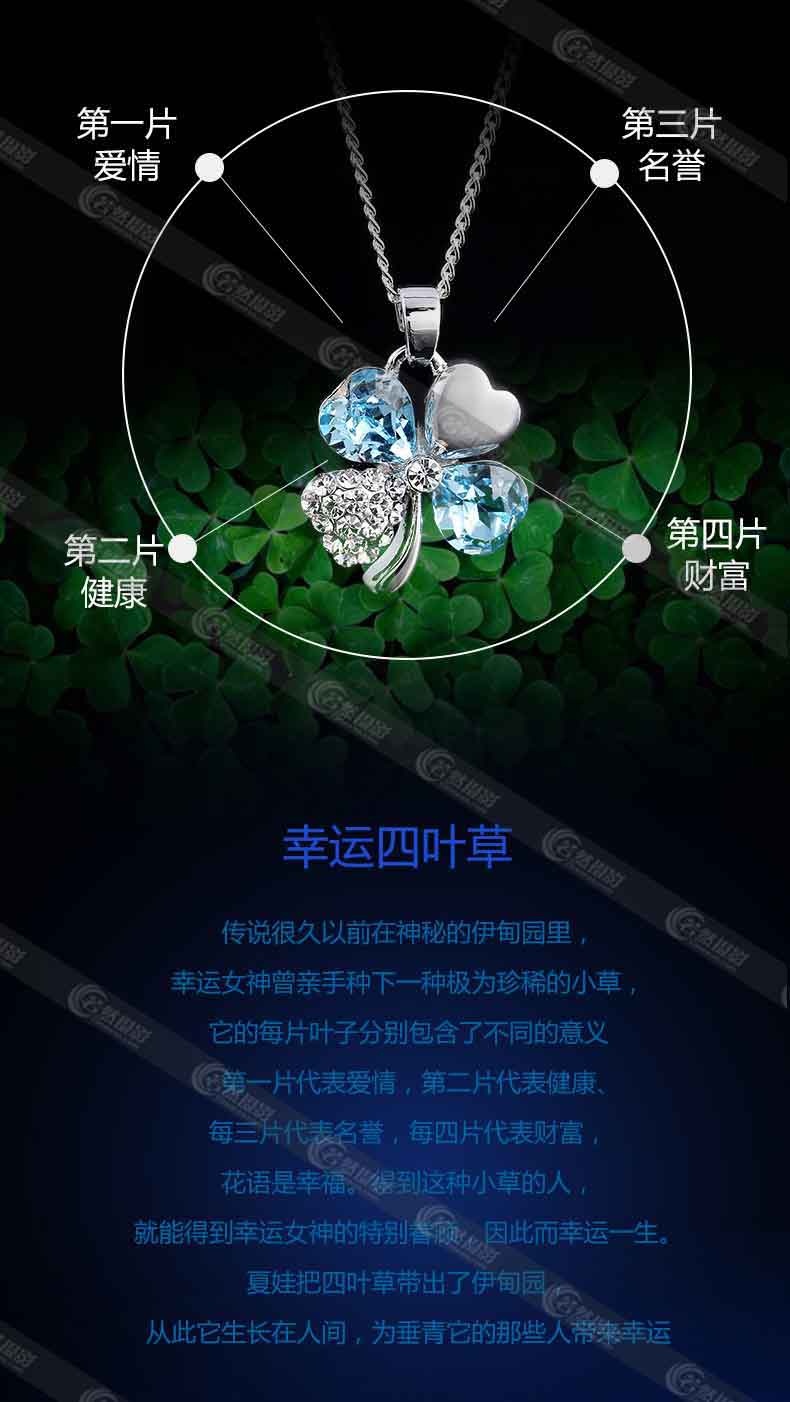 第一片
爱情
第三片
名誉
第二片
健康
第四片
财富
幸运四叶草
传说很久以前在神秘的伊甸园里，
幸运女神曾亲手种下一种极为珍稀的小草，
它的每片叶子分别包含了不同的意义
第一片代表爱情，第二片代表健康、
每三片代表名誉，每四片代表财富，
花语是幸福。得到这种小草的人，
就能得到幸运女神的特别眷顾，因此而幸运一生。
夏娃把四叶草带出了伊甸园，
从此它生长在人间，为垂青它的那些人带来幸运